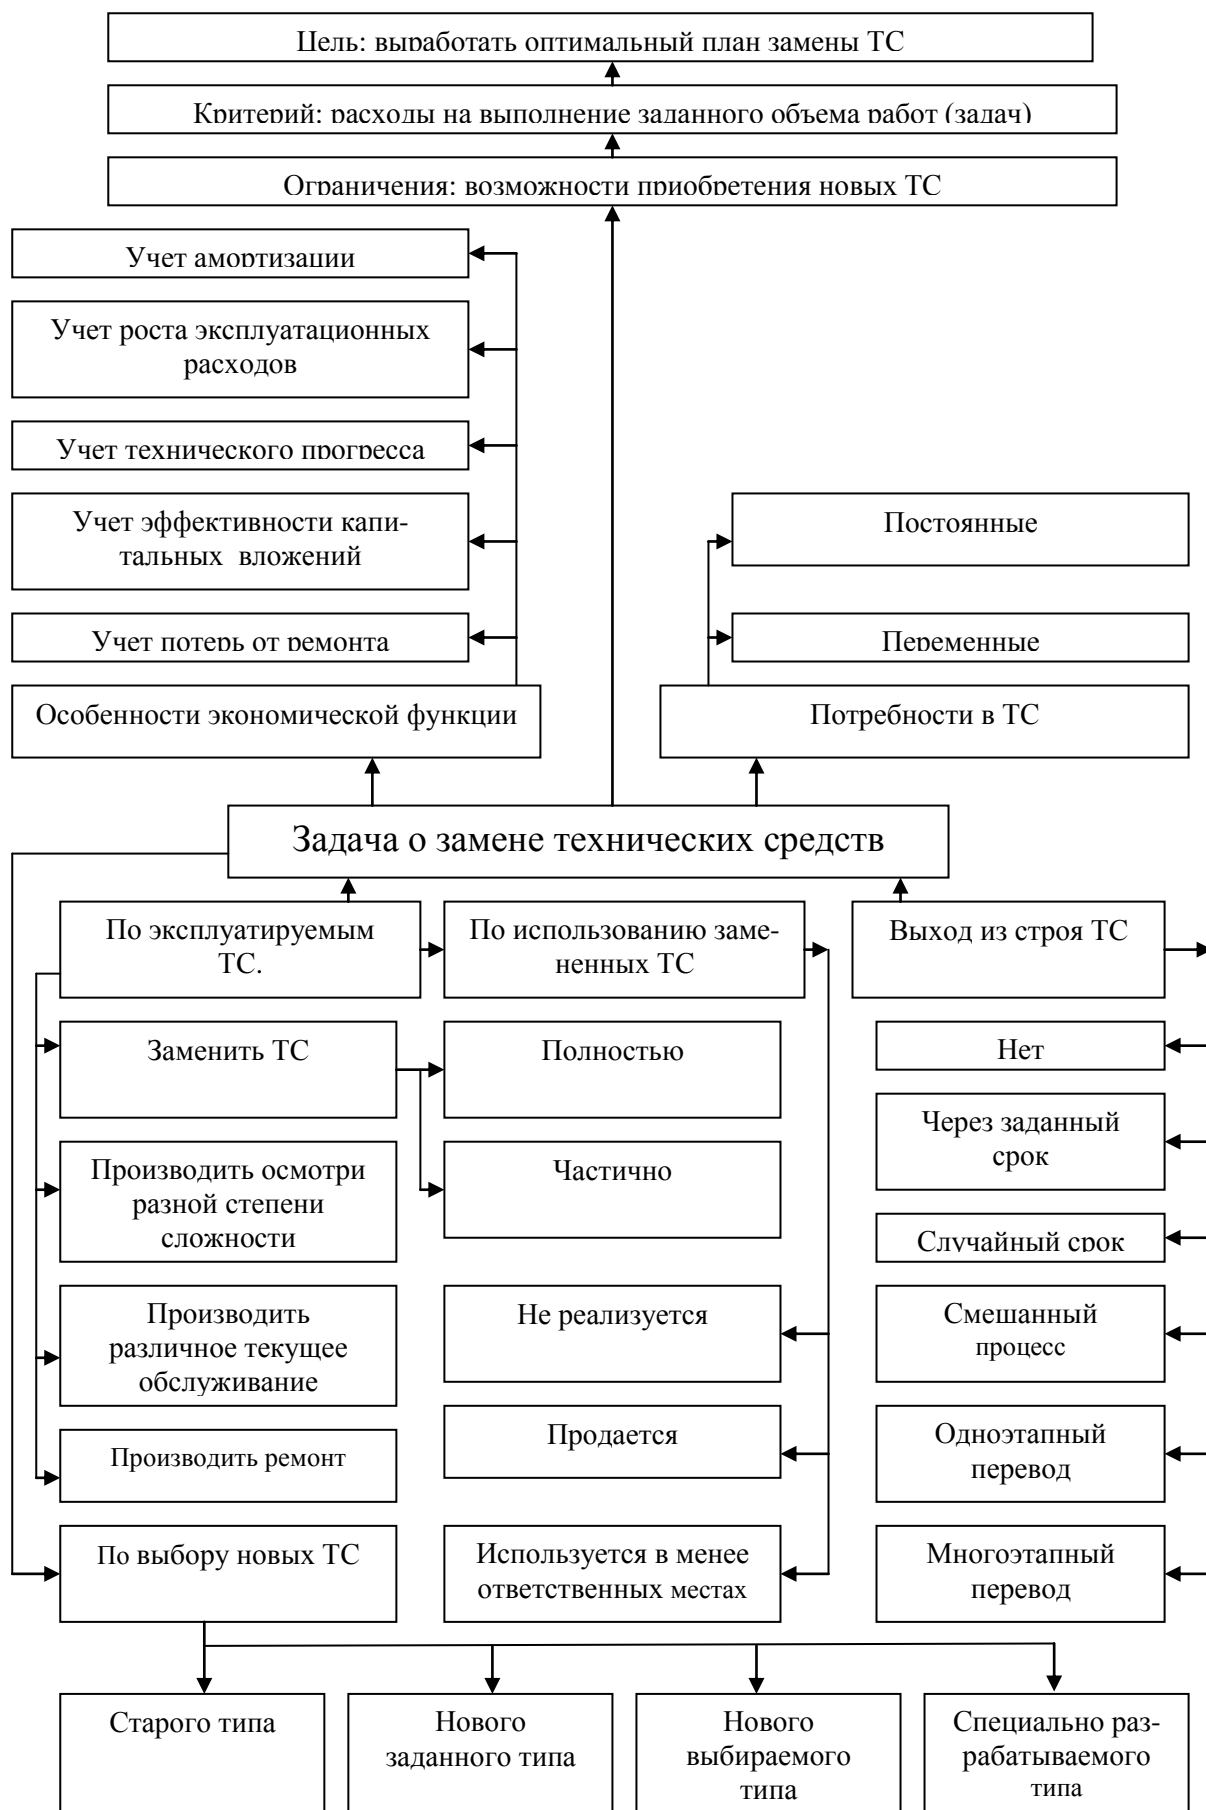 Цель: выработать оптимальный план замены ТС
Критерий: расходы на выполнение заданного объема работ (задач)
Ограничения: возможности приобретения новых ТС
Учет амортизации
Учет роста эксплуатационных
расходов
Учет технического прогресса
Учет эффективности капи-
тальных вложений
Учет потерь от ремонта
Особенности экономической функции
Постоянные
Переменные
Потребности в ТС
Задача о замене технических средств
По эксплуатируемым
ТС.
По использованию заме-
ненных ТС
Выход из строя ТС
Заменить ТС
Полностью
Нет
Производить осмотри
разной степени
сложности
Частично
Через заданный
срок
Случайный срок
Производить
различное текущее
обслуживание
Не реализуется
Смешанный
процесс
Производить ремонт
Продается
Одноэтапный
перевод
По выбору новых ТС
Используется в менее
ответственных местах
Многоэтапный
перевод
Старого типа
Нового
заданного типа
Нового
выбираемого
типа
Специально раз-
рабатываемого
типа